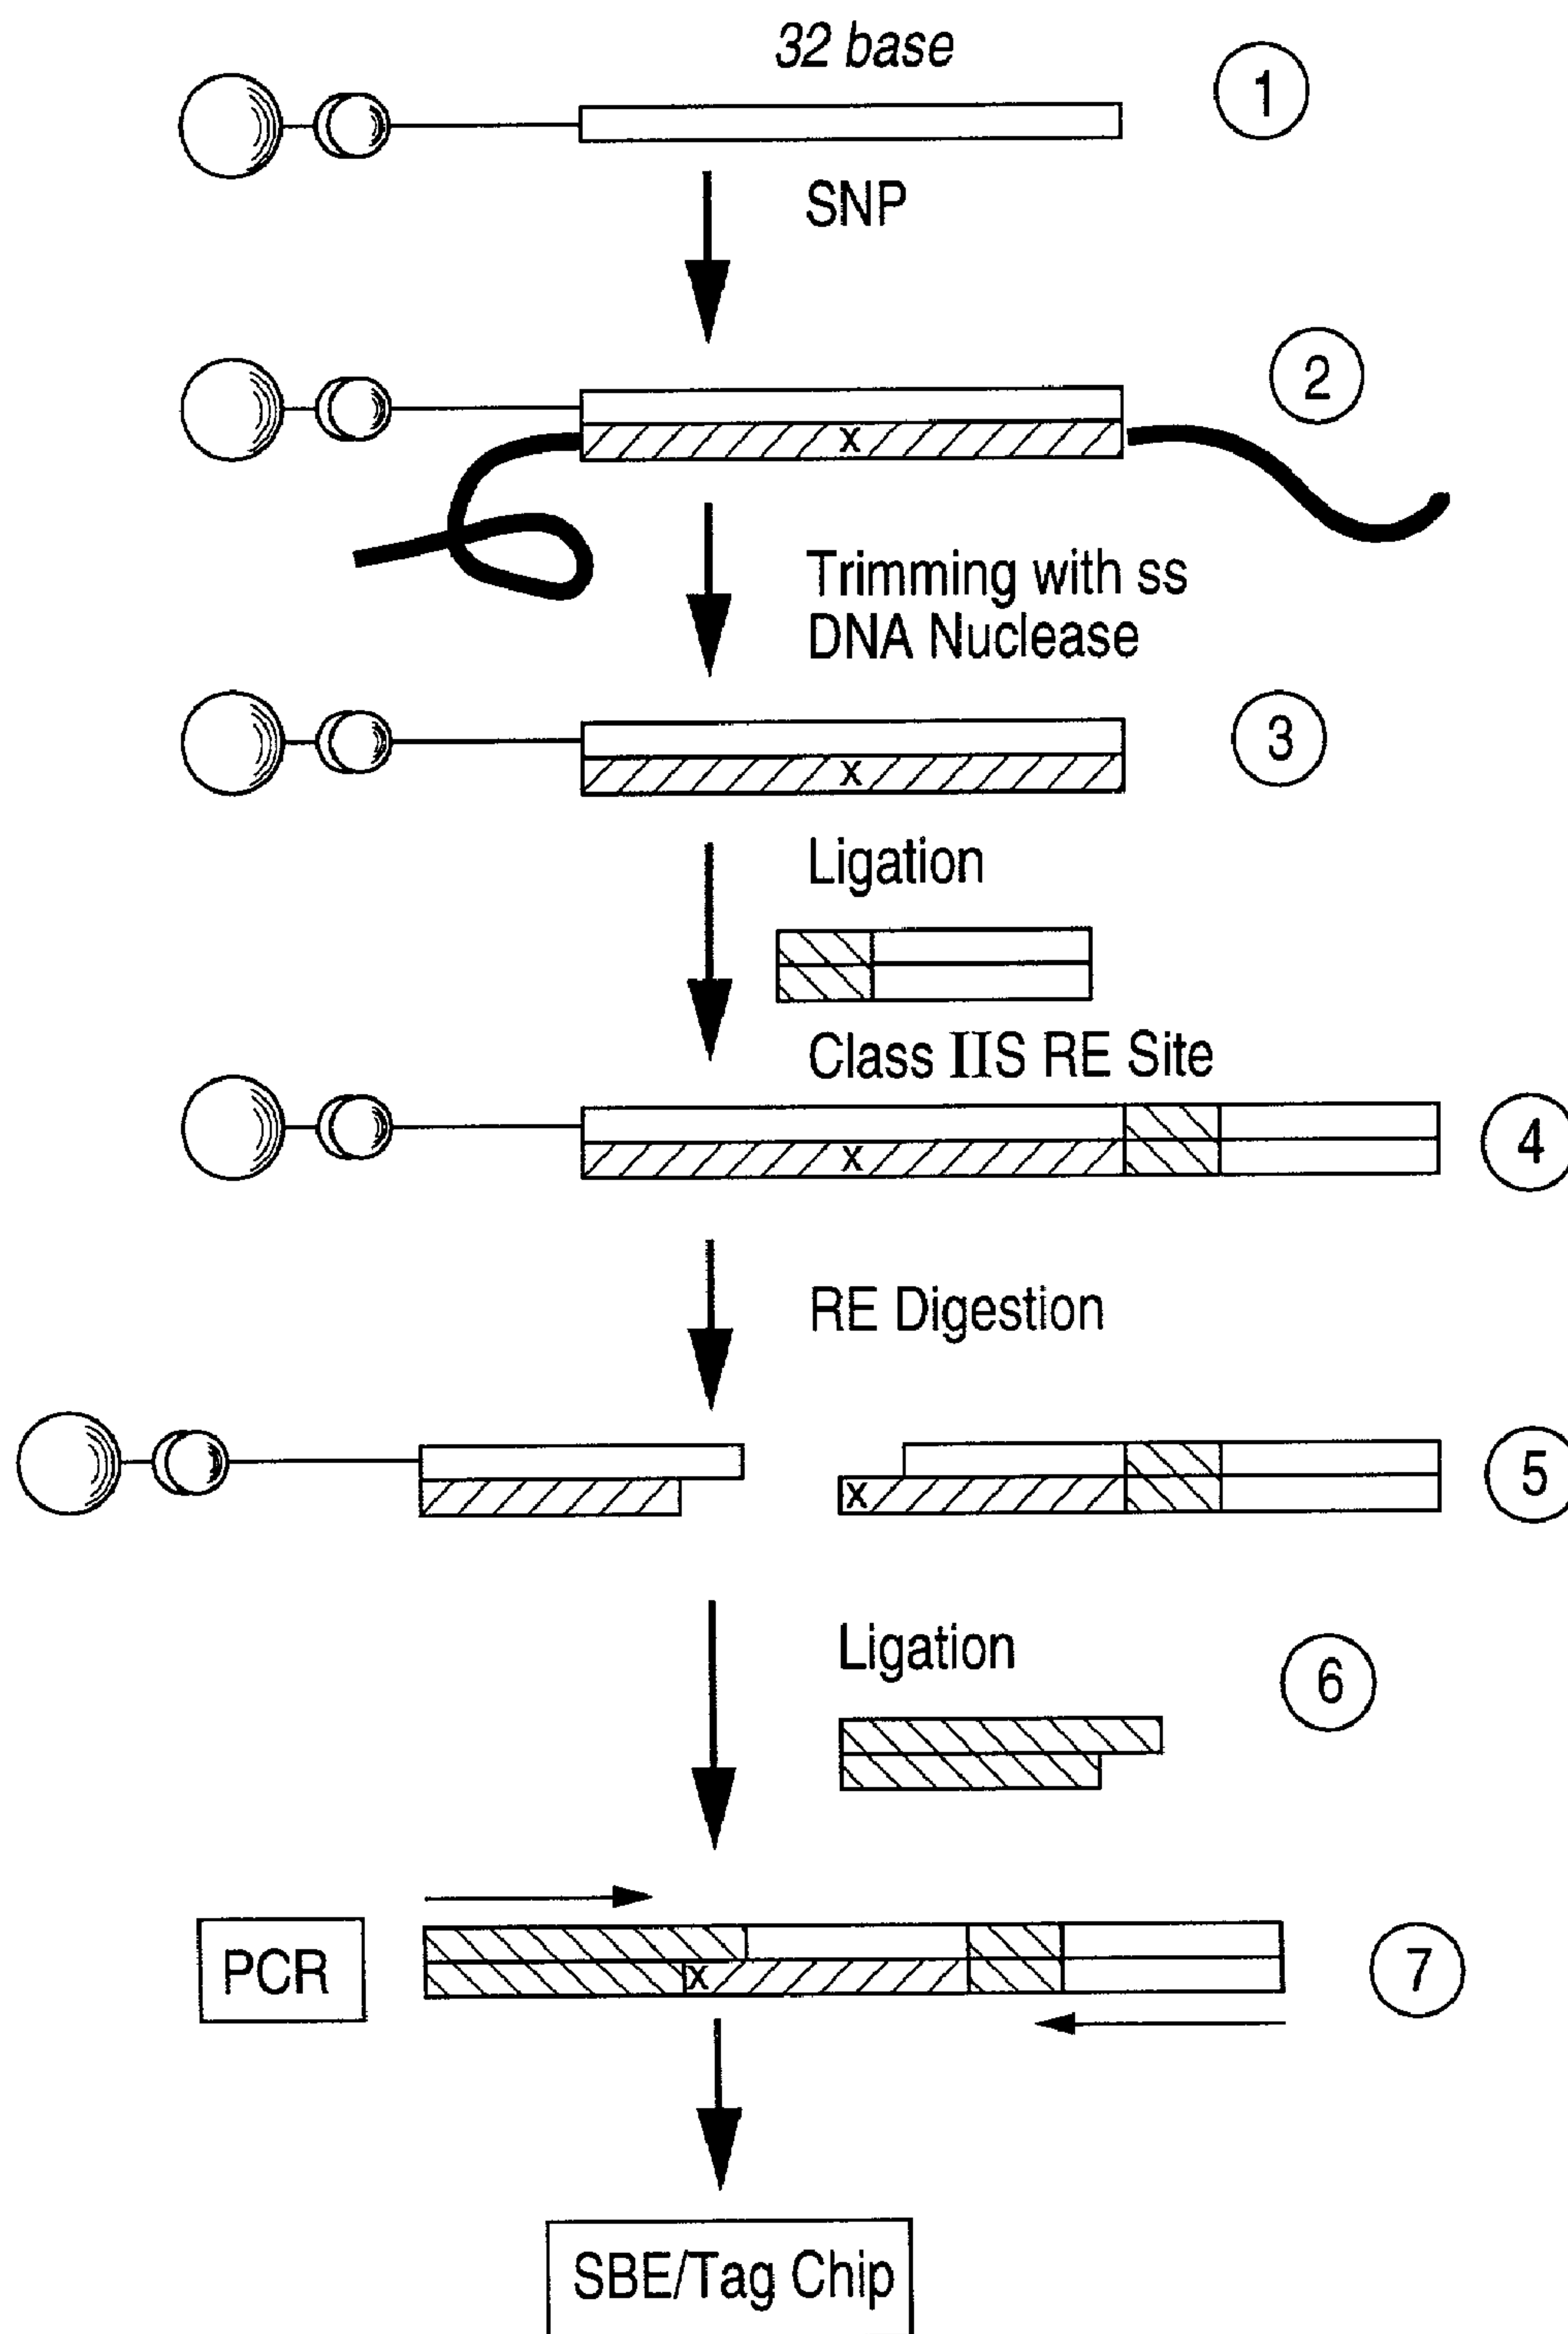 32 base
1
SNP
2
x
Trimming with ss
DNA Nuclease
3
x
Ligation
Class IIS RE Site
4
x
RE Digestion
5
x
Ligation
6
PCR
x
7
SBE/Tag Chip